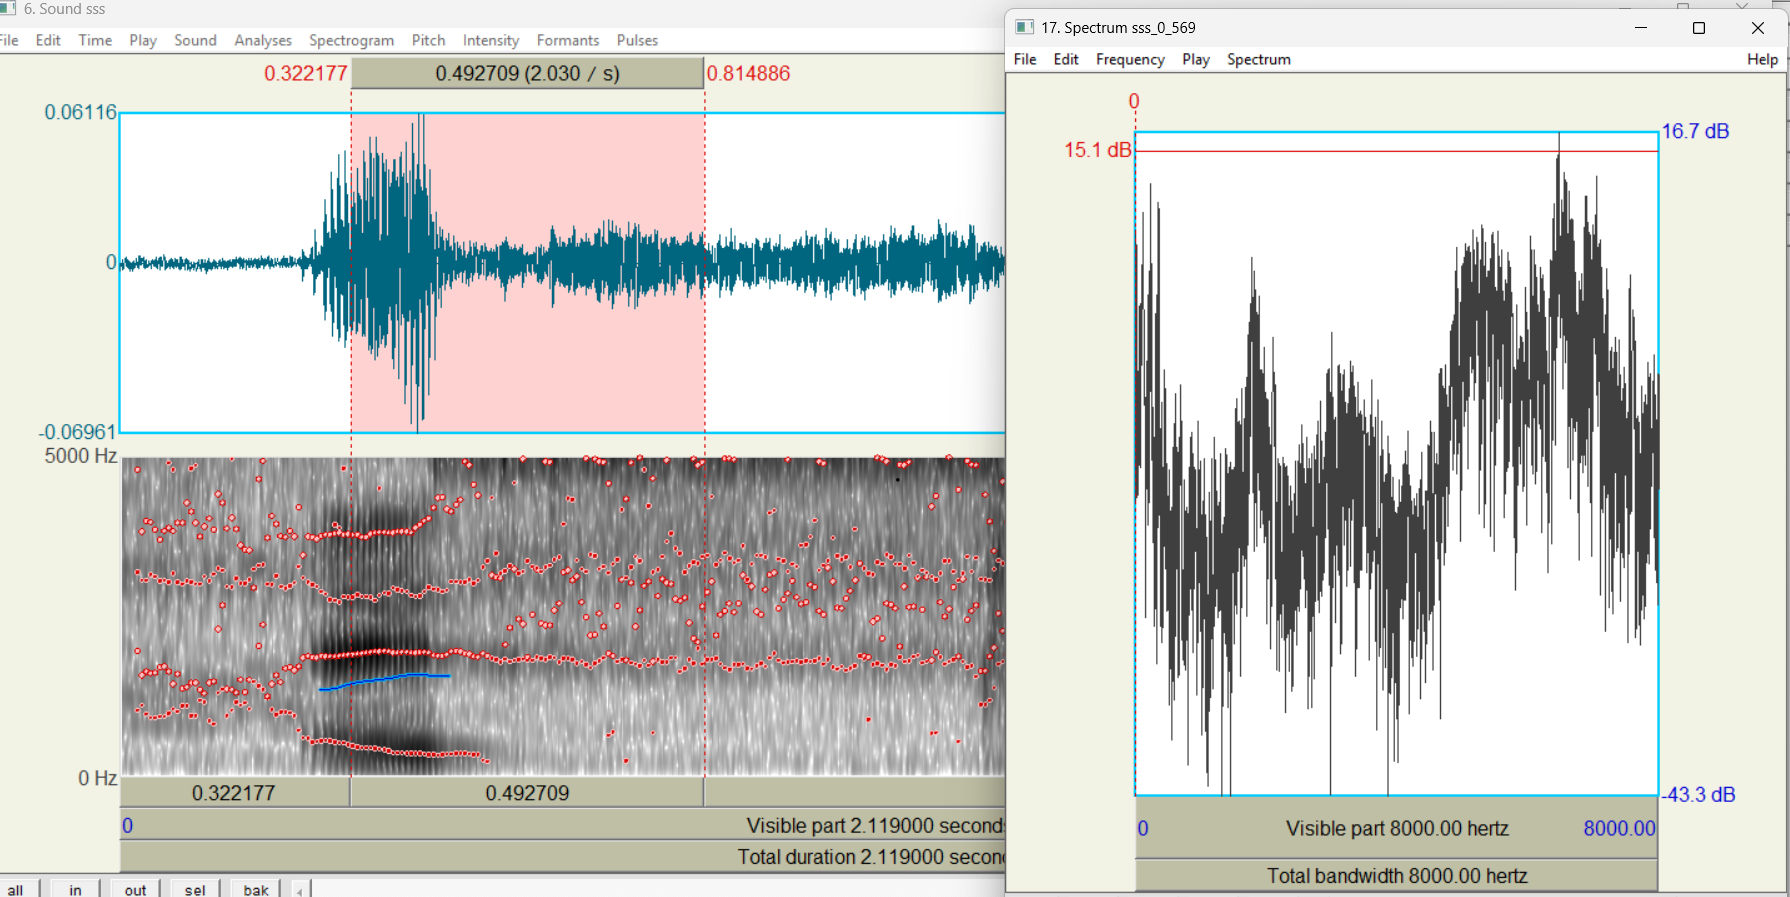 6. Sound sss
File Edit Time Play Sound Analyses Spectrogram Pitch Intensity Formants Pulses
0.322177 0.492709 (2.030 / s) 0.814886
0.06116
0
-0.06961
5000 Hz
0 Hz
0.322177 0.492709
0 Visible part 2.119000 seconds
Total duration 2.119000 secon
all in out sel bak
17. Spectrum sss_0_569
File Edit Frequency Play Spectrum Help
0
16.7 dB
15.1 dB
-43.3 dB
0 Visible part 8000.00 hertz 8000.00
Total bandwidth 8000.00 hertz